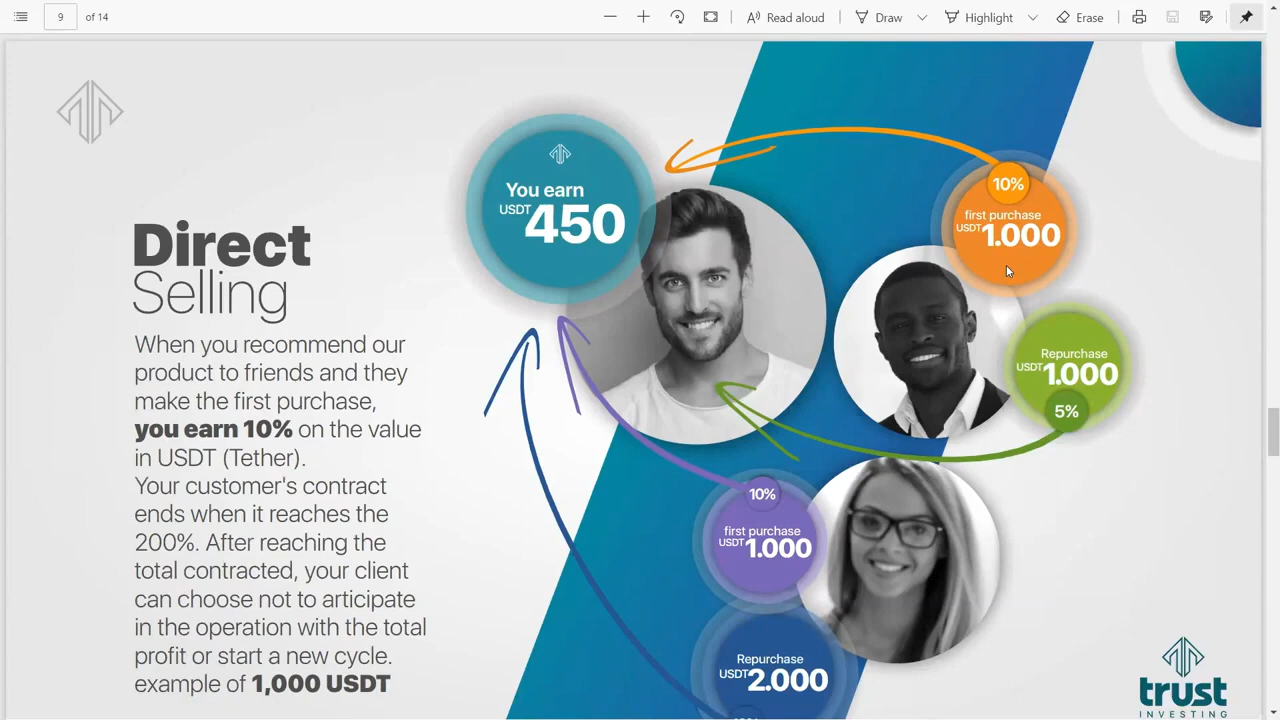 9 of 14
Read aloud
Draw
Highlight
Erase
You earn
USDT 450
10%
first purchase
USDT 1.000
Direct
Selling
When you recommend our
product to friends and they
make the first purchase,
you earn 10% on the value
in USDT (Tether).
Your customer's contract
ends when it reaches the
200%. After reaching the
total contracted, your client
can choose not to articipate
in the operation with the total
profit or start a new cycle.
example of 1,000 USDT
Repurchase
USDT 1.000
5%
10%
first purchase
USDT 1.000
Repurchase
USDT 2.000
trust
INVESTING